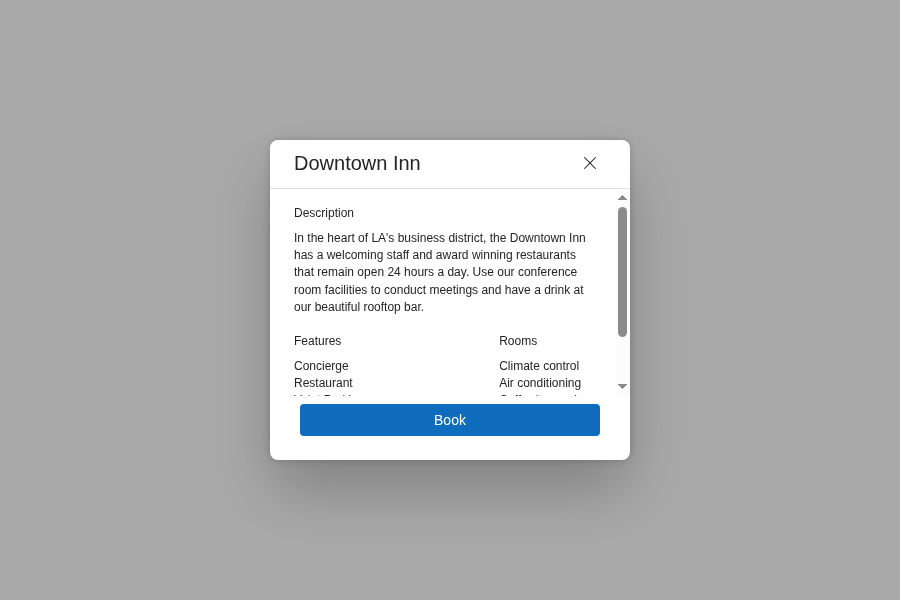 Downtown Inn
Description
In the heart of LA's business district, the Downtown Inn
has a welcoming staff and award winning restaurants
that remain open 24 hours a day. Use our conference
room facilities to conduct meetings and have a drink at
our beautiful rooftop bar.
Features
Rooms
Concierge
Climate control
Restaurant
Air conditioning
Book